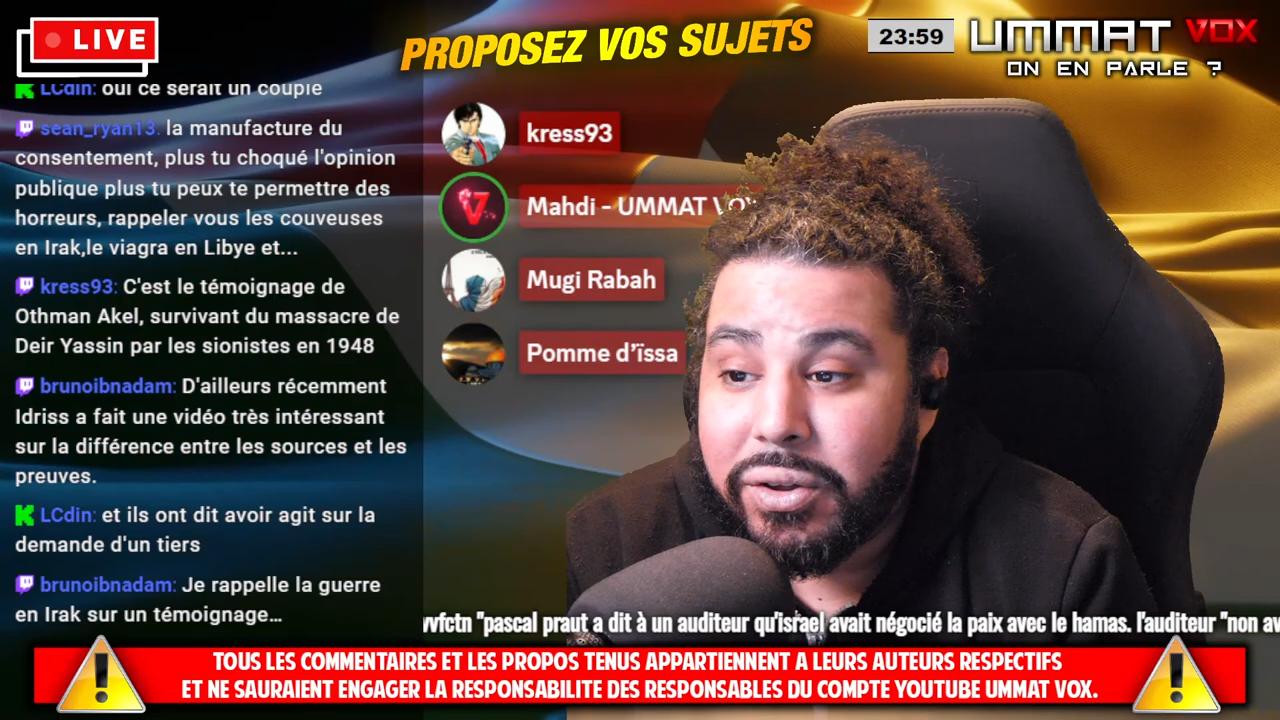 LIVE
PROPOSEZ VOS SUJETS
23:59
UMMAT VOX
ON EN PARLE ?
LCdin: oui ce serait un couple
sean_ryan13: la manufacture du
consentement, plus tu choqué l'opinion
publique plus tu peux te permettre des
horreurs, rappeler vous les couveuses
en Irak,le viagra en Libye et...
kress93: C'est le témoignage de
Othman Akel, survivant du massacre de
Deir Yassin par les sionistes en 1948
brunoibnadam: D'ailleurs récemment
Idriss a fait une vidéo très intéressant
sur la différence entre les sources et les
preuves.
LCdin: et ils ont dit avoir agit sur la
demande d'un tiers
brunoibnadam: Je rappelle la guerre
en Irak sur un témoignage...
kress93
Mahdi - UMMAT VOX
Mugi Rabah
Pomme d'ïssa
vvfctn "pascal praut a dit à un auditeur qu'isfael avait négocié la paix avec le hamas. l'auditeur "non av
TOUS LES COMMENTAIRES ET LES PROPOS TENUS APPARTIENNENT A LEURS AUTEURS RESPECTIFS
ET NE SAURAIENT ENGAGER LA RESPONSABILITE DES RESPONSABLES DU COMPTE YOUTUBE UMMAT VOX.